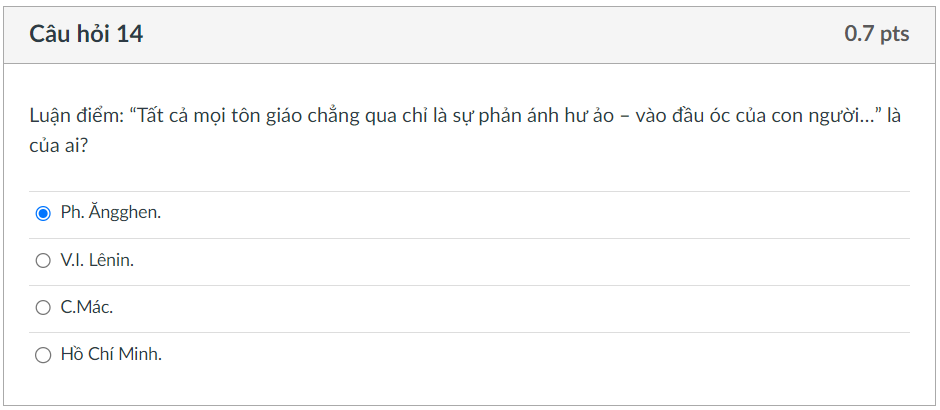 Câu hỏi 14
0.7 pts
Luận điểm: “Tất cả mọi tôn giáo chẳng qua chỉ là sự phản ánh hư ảo – vào đầu óc của con người...” là
của ai?
Ph. Ăngghen.
V.I. Lênin.
C.Mác.
Hồ Chí Minh.